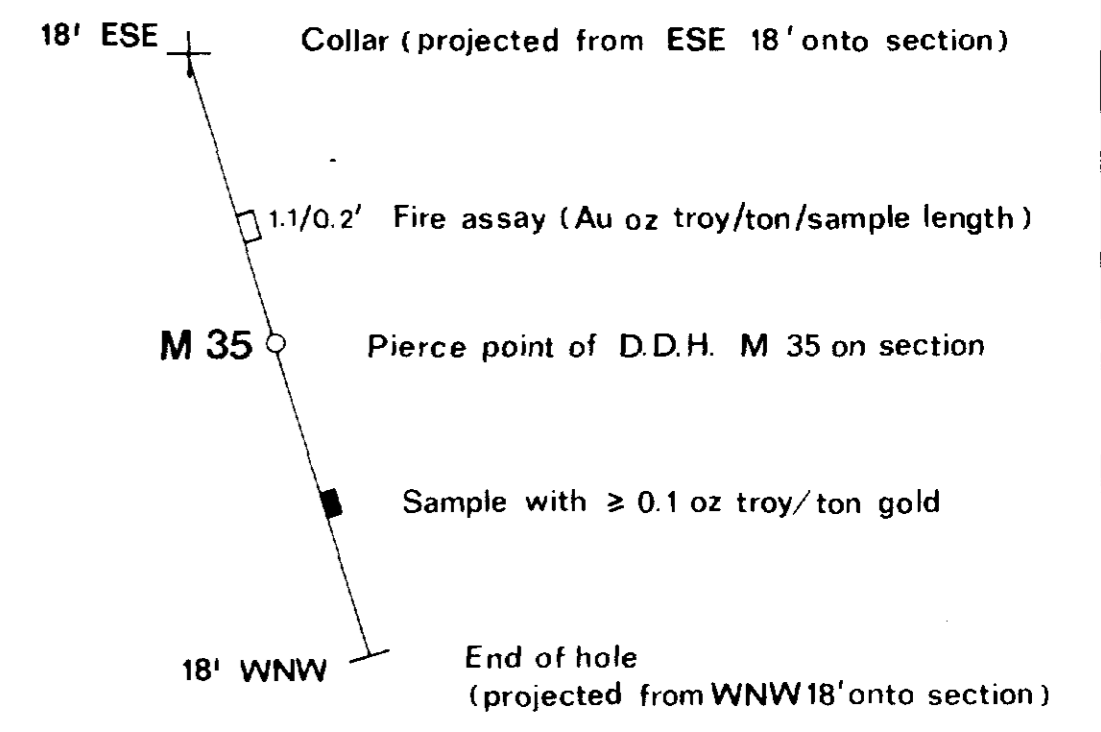 18' ESE Collar (projected from ESE 18' onto section)
1.1/0.2' Fire assay (Au oz troy/ton/sample length)
M 35 Pierce point of D.D.H. M 35 on section
Sample with ≥ 0.1 oz troy/ton gold
18' WNW End of hole
(projected from WNW 18' onto section)